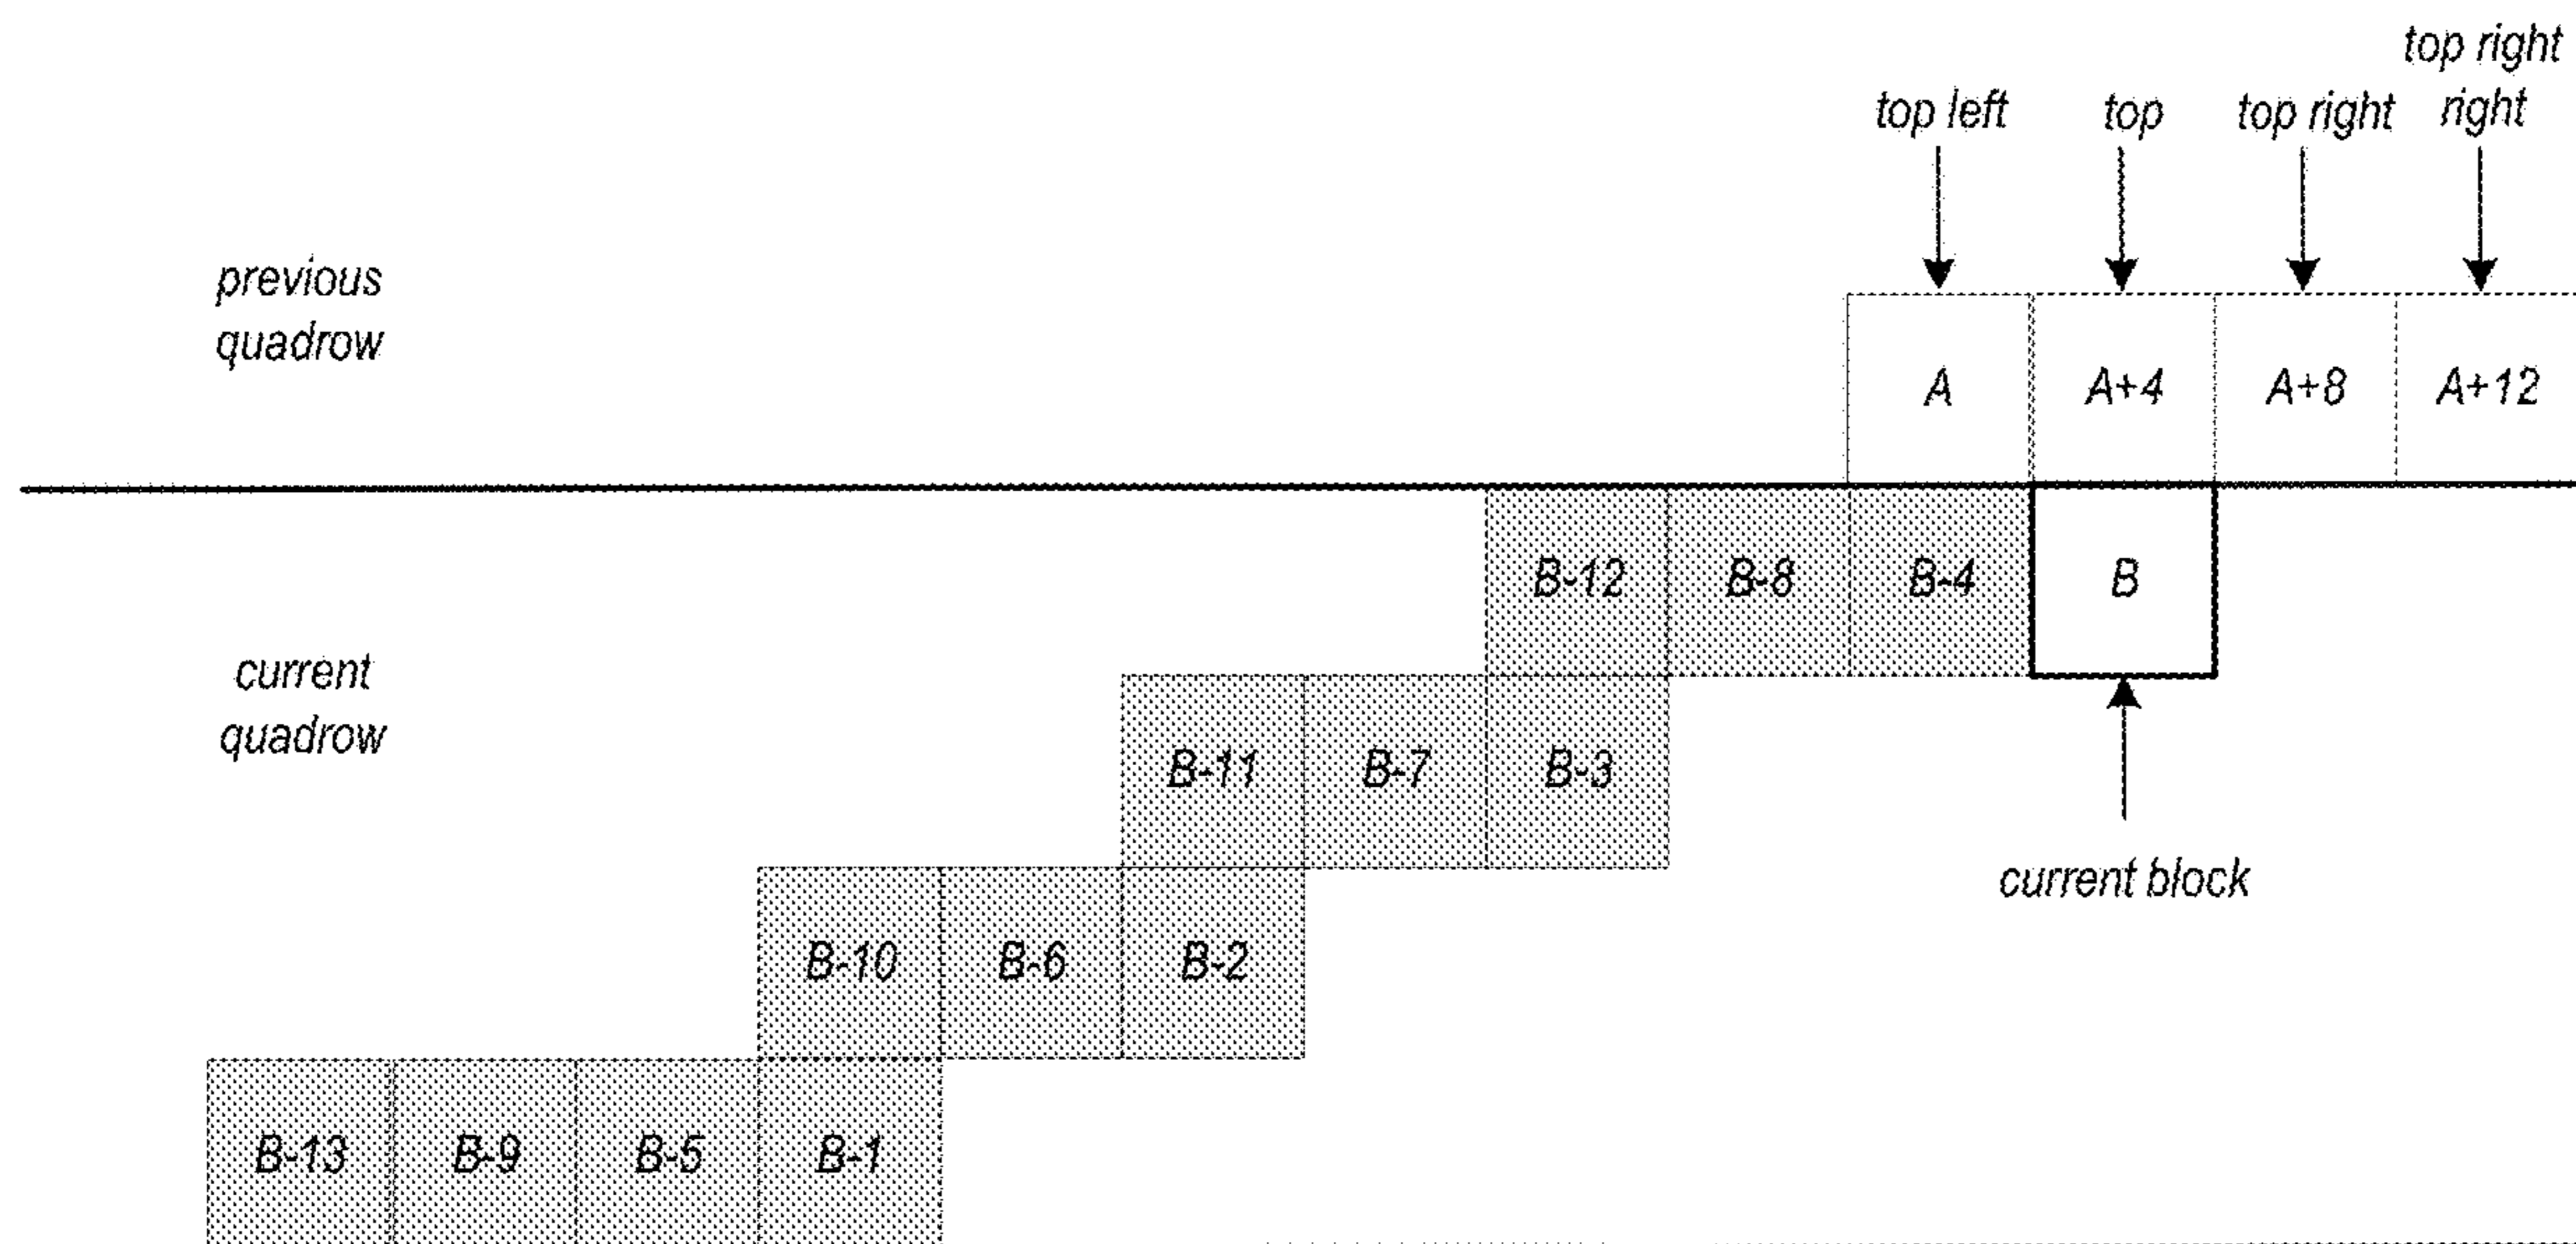 top right
top left top top right right
previous
quadrow
A A+4 A+8 A+12
B-12 B-8 B-4 B
current
quadrow
B-11 B-7 B-3
current block
B-10 B-6 B-2
B-13 B-9 B-5 B-1